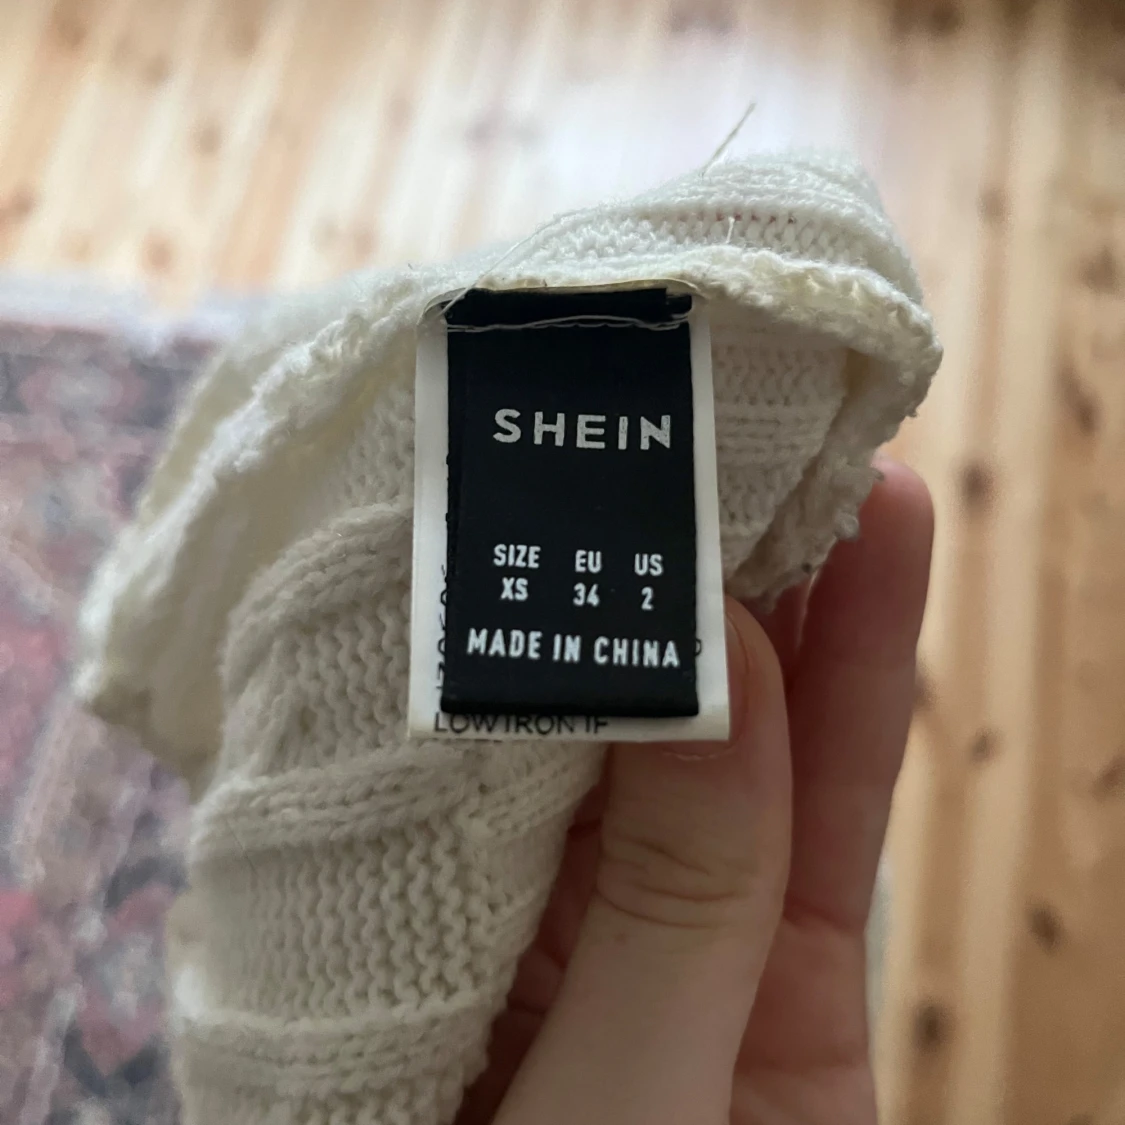 SHEIN
SIZE EU US
XS 34 2
MADE IN CHINA
LOW IRON IF